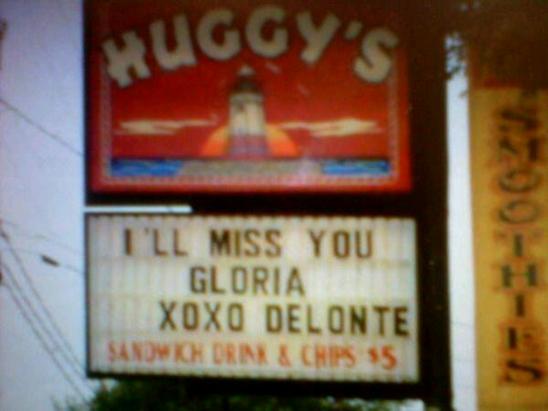 HUGGY'S
I'LL MISS YOU
GLORIA
XOXO DELONTE
SANDWICH DRINK & CHIPS $5
SMOOTHIES